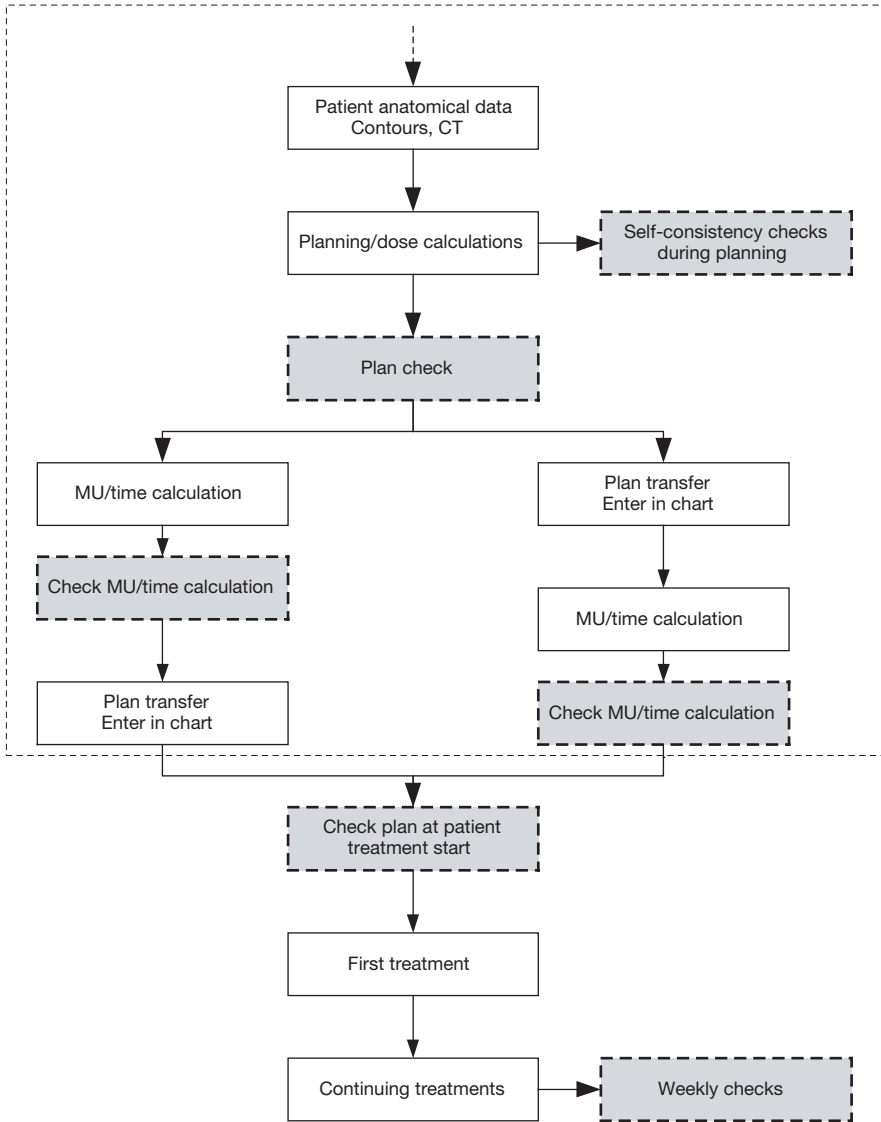 Patient anatomical data
Contours, CT
Planning/dose calculations
Self-consistency checks
during planning
Plan check
MU/time calculation
Plan transfer
Enter in chart
Check MU/time calculation
MU/time calculation
Plan transfer
Enter in chart
Check MU/time calculation
Check plan at patient
treatment start
First treatment
Continuing treatments
Weekly checks